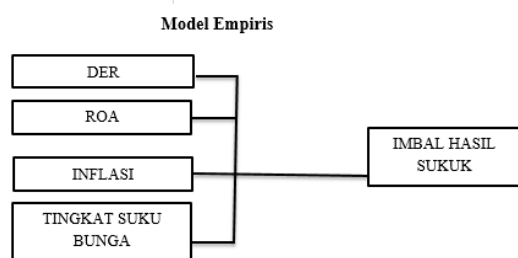 Model Empiris
DER
ROA
INFLASI
TINGKAT SUKU
BUNGA
IMBAL HASIL
SUKUK